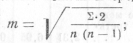 m = √(Σ·2 / (n (n − 1)));